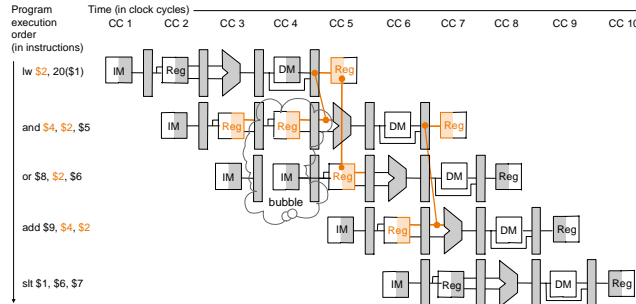 Program
execution
order
(in instructions)
Time (in clock cycles)
CC 1 CC 2 CC 3 CC 4 CC 5 CC 6 CC 7 CC 8 CC 9 CC 10
lw $2, 20($1)
IM Reg DM Reg
and $4, $2, $5
IM Reg Reg DM Reg
or $8, $2, $6
IM IM Reg DM Reg
bubble
add $9, $4, $2
IM Reg DM Reg
slt $1, $6, $7
IM Reg DM Reg